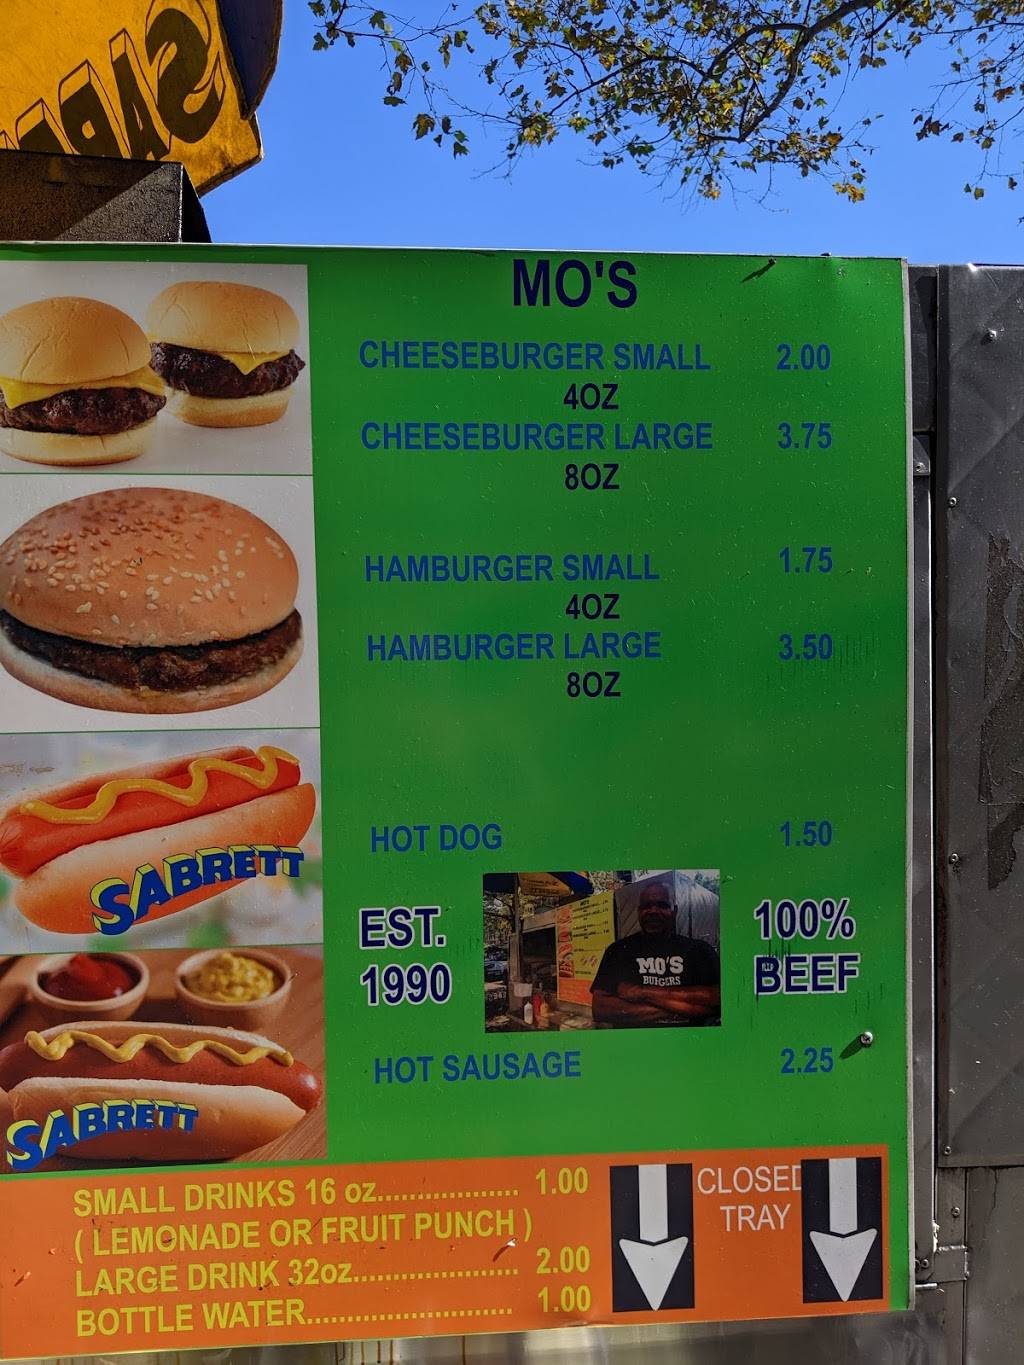 SABR
MO'S
CHEESEBURGER SMALL 2.00
4OZ
CHEESEBURGER LARGE 3.75
8OZ
HAMBURGER SMALL 1.75
4OZ
HAMBURGER LARGE 3.50
8OZ
SABRETT
HOT DOG 1.50
EST.
1990
MO'S
BURGERS
100%
BEEF
SABRETT
HOT SAUSAGE 2.25
SMALL DRINKS 16 oz................... 1.00
( LEMONADE OR FRUIT PUNCH )
LARGE DRINK 32oz..................... 2.00
BOTTLE WATER.......................... 1.00
CLOSED
TRAY